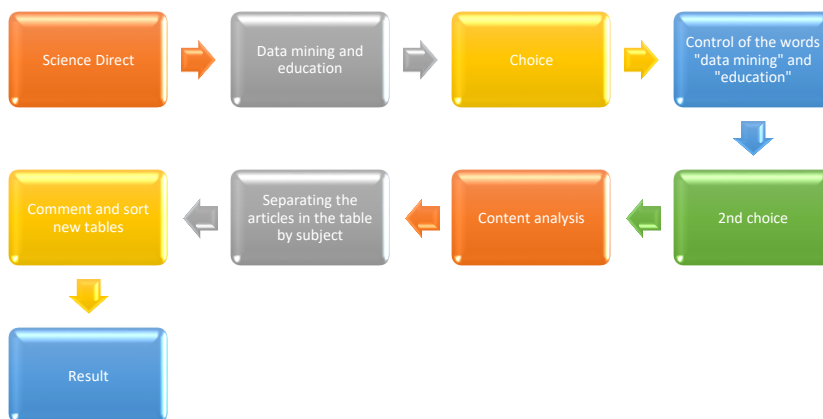 Science Direct
Data mining and
education
Choice
Control of the words
"data mining" and
"education"
2nd choice
Content analysis
Separating the
articles in the table
by subject
Comment and sort
new tables
Result